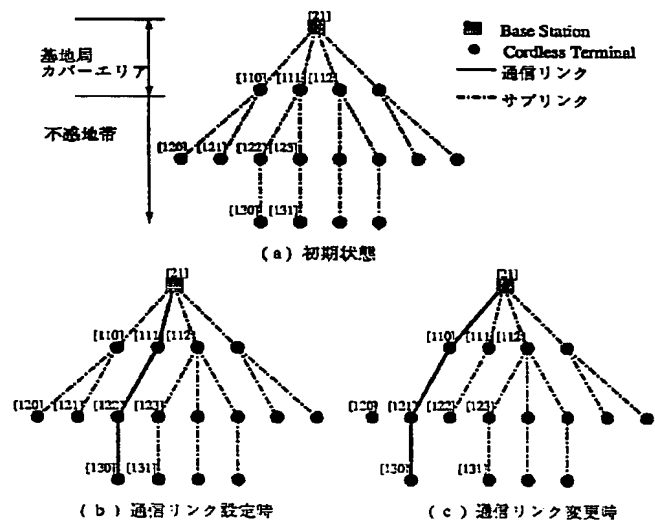 [21]
Base Station
Cordless Terminal
通信リンク
サブリンク
基地局
カバーエリア
不感地帯
[110] [111] [112]
[120] [121] [122] [123]
[130] [131]
(a) 初期状態
[21]
[110] [111] [112]
[120] [121] [122] [123]
[130] [131]
(b) 通信リンク設定時
[21]
[110] [111] [112]
[120] [121] [122] [123]
[130] [131]
(c) 通信リンク変更時